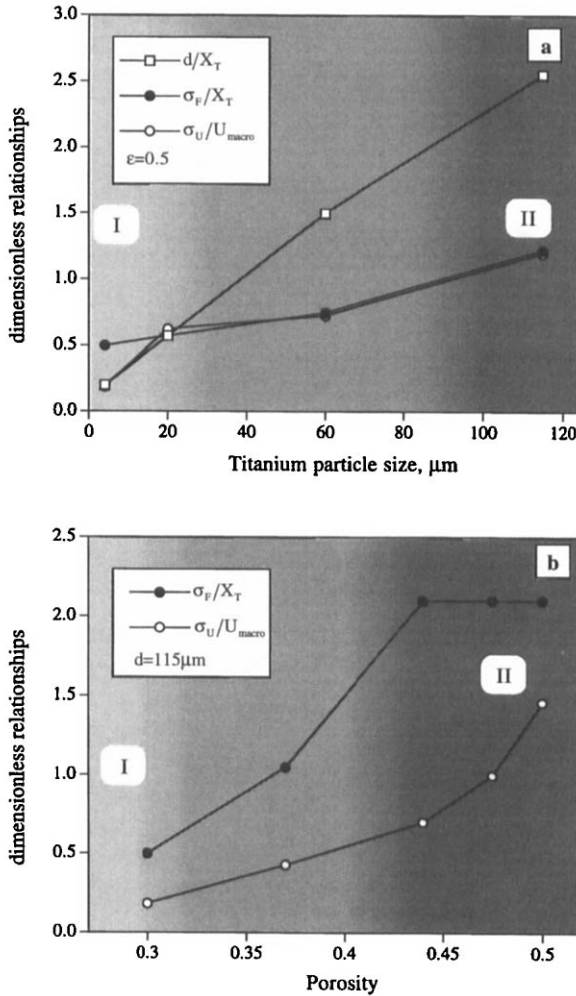 3.0
a
d/X_T
σ_F/X_T
σ_U/U_macro
ε=0.5
2.5
2.0
1.5
1.0
0.5
0.0
I
II
dimensionless relationships
0 20 40 60 80 100 120
Titanium particle size, μm
2.5
b
σ_F/X_T
σ_U/U_macro
d=115μm
2.0
1.5
1.0
0.5
0.0
I
II
dimensionless relationships
0.3 0.35 0.4 0.45 0.5
Porosity